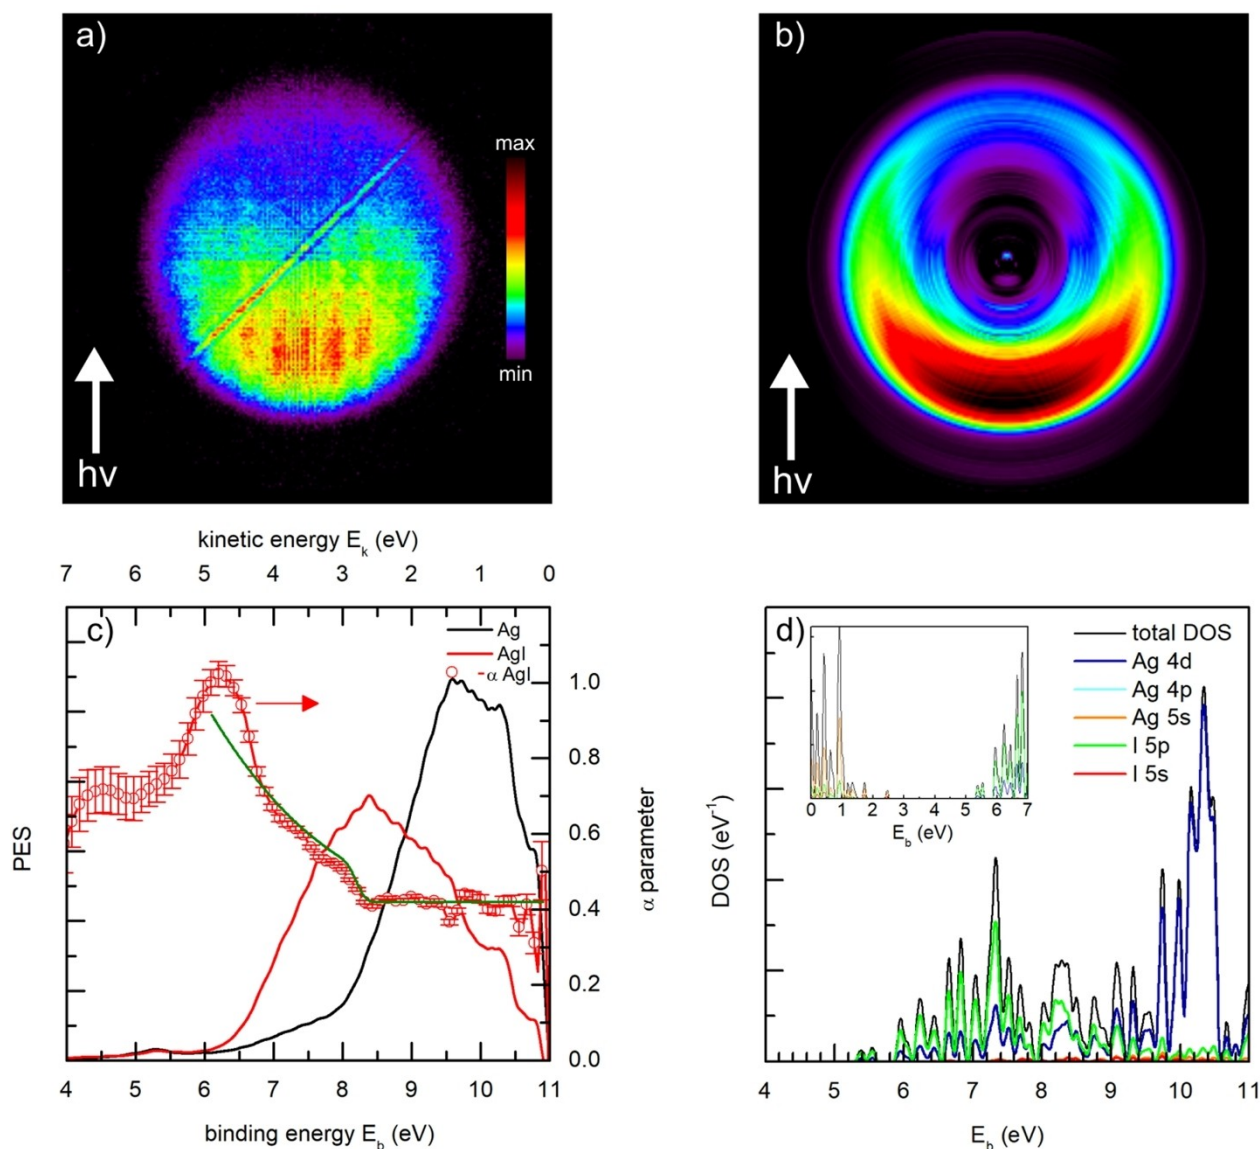 a)
max
min
hν
b)
hν
kinetic energy E_k (eV)
7 6 5 4 3 2 1 0
c)
Ag
AgI
α AgI
1.0
0.8
0.6
0.4
0.2
0.0
PES
α parameter
4 5 6 7 8 9 10 11
binding energy E_b (eV)
d)
total DOS
Ag 4d
Ag 4p
Ag 5s
I 5p
I 5s
0 1 2 3 4 5 6 7
E_b (eV)
DOS (eV⁻¹)
4 5 6 7 8 9 10 11
E_b (eV)